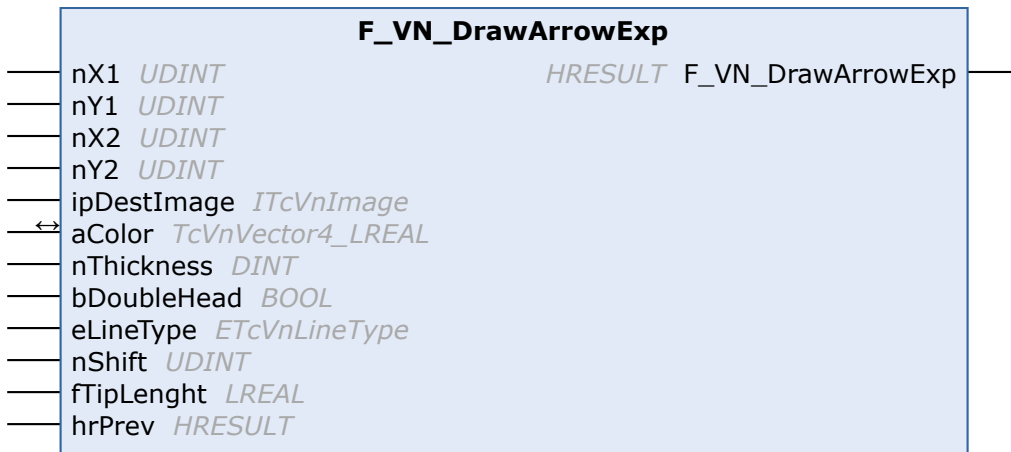 F_VN_DrawArrowExp
nX1 UDINT HRESULT F_VN_DrawArrowExp
nY1 UDINT
nX2 UDINT
nY2 UDINT
ipDestImage ITcVnImage
↔ aColor TcVnVector4_LREAL
nThickness DINT
bDoubleHead BOOL
eLineType ETcVnLineType
nShift UDINT
fTipLenght LREAL
hrPrev HRESULT